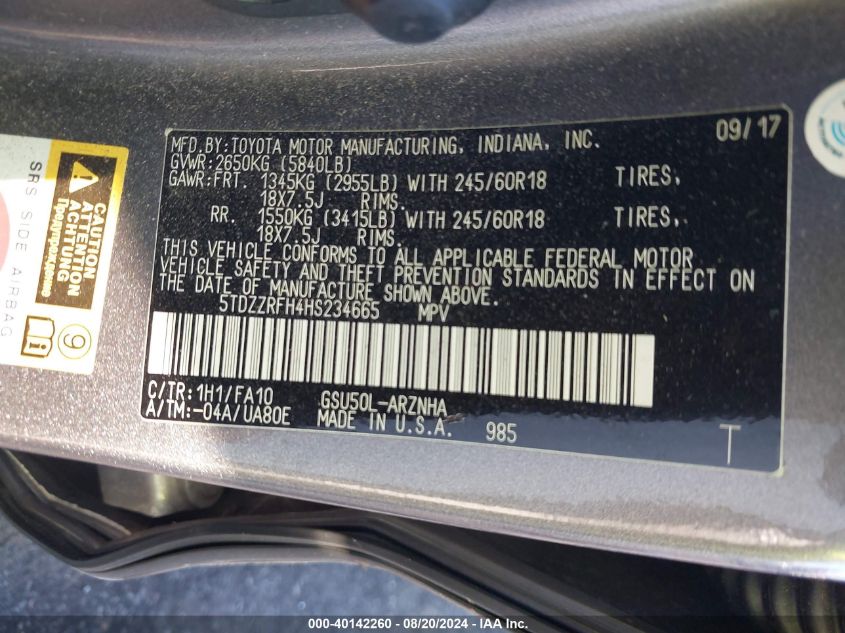 MFD.BY:TOYOTA MOTOR MANUFACTURING, INDIANA, INC. 09/17
GVWR:2650KG (5840LB)
GAWR:FRT. 1345KG (2955LB) WITH 245/60R18 TIRES,
18X7.5J RIMS.
RR. 1550KG (3415LB) WITH 245/60R18 TIRES,
18X7.5J RIMS.
THIS VEHICLE CONFORMS TO ALL APPLICABLE FEDERAL MOTOR
VEHICLE SAFETY AND THEFT PREVENTION STANDARDS IN EFFECT ON
THE DATE OF MANUFACTURE SHOWN ABOVE.
5TDZZRFH4HS234665 MPV
C/TR:1H1/FA10 GSU50L-ARZNHA
A/TM:-04A/UA80E MADE IN U.S.A. 985 T
SRS SIDE AIRBAG
CAUTION
ATTENTION
ACHTUNG
9
i
000-40142260 - 08/20/2024 - IAAI.COM